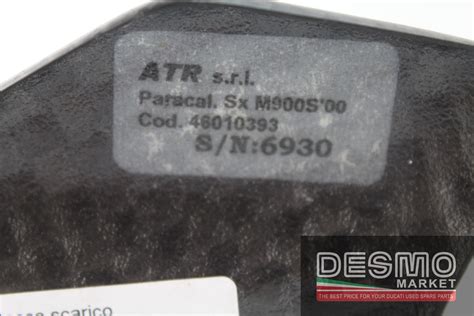 ATR s.r.l.
Paracal. Sx M900S'00
Cod. 46010393
S/N:6930
scarico
DESMO
MARKET
THE BEST PRICE FOR YOUR DUCATI USED SPARE PARTS